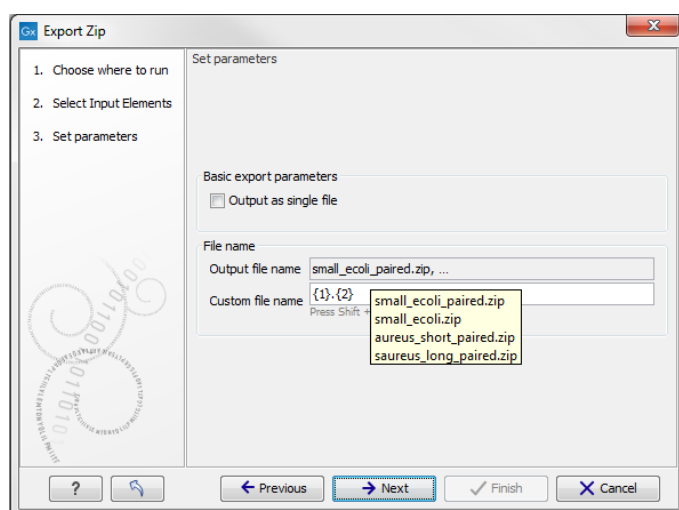 Gx Export Zip
1. Choose where to run
2. Select Input Elements
3. Set parameters
Set parameters
Basic export parameters
Output as single file
File name
Output file name small_ecoli_paired.zip, ...
Custom file name {1}.{2}
Press Shift +
small_ecoli_paired.zip
small_ecoli.zip
aureus_short_paired.zip
saureus_long_paired.zip
? Previous Next Finish Cancel